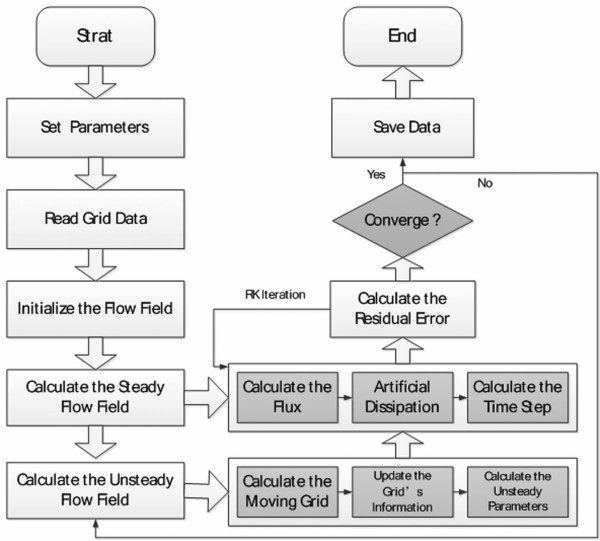 Strat
Set Parameters
Read Grid Data
Initialize the Flow Field
Calculate the Steady
Flow Field
Calculate the Unsteady
Flow Field
End
Save Data
Yes
No
Converge ?
RK Iteration
Calculate the
Residual Error
Calculate the
Flux
Artificial
Dissipation
Calculate the
Time Step
Calculate the
Moving Grid
Update the
Grid's
Information
Calculate the
Unsteady
Parameters